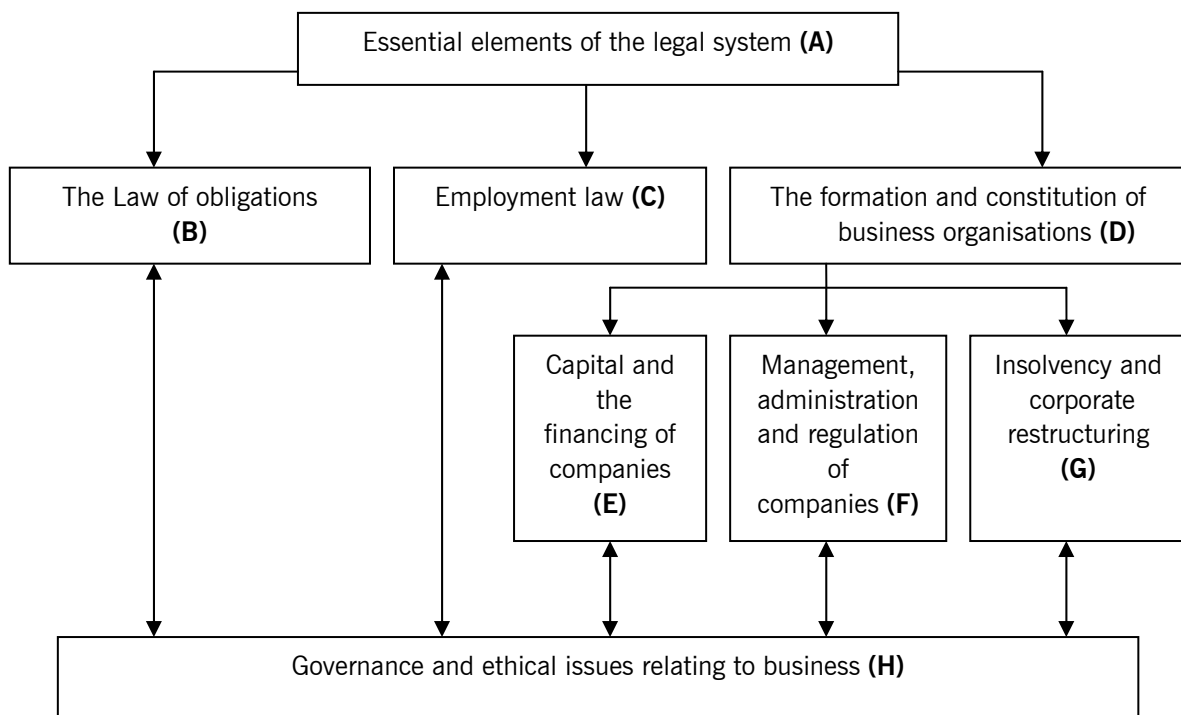 Essential elements of the legal system (A)
The Law of obligations
(B)
Employment law (C)
The formation and constitution of
business organisations (D)
Capital and
the
financing of
companies
(E)
Management,
administration
and regulation
of
companies (F)
Insolvency and
corporate
restructuring
(G)
Governance and ethical issues relating to business (H)